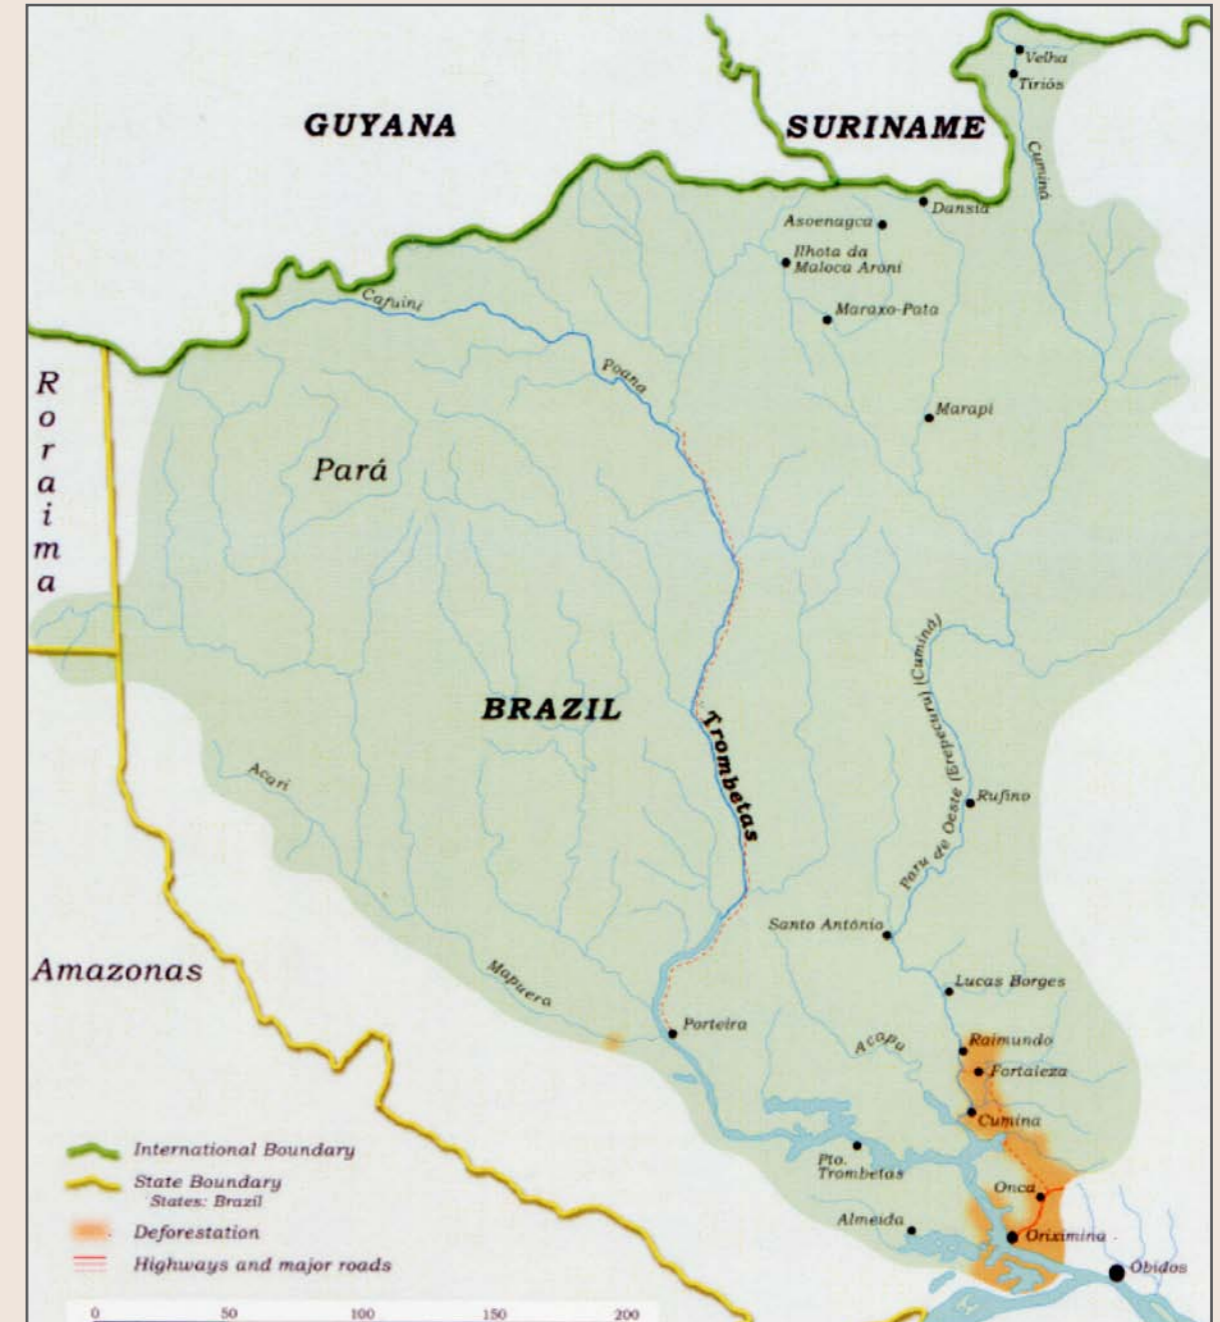 GUYANA
SURINAME
Velha
Tiriós
Cuminá
Dansia
Asoenagca
Ilhota da
Maloca Aroni
Maraxo-Pata
Cafuini
Poana
Marapi
Roraima
Pará
BRAZIL
Trombetas
Paru de Oeste (Erepecuru) (Cuminá)
Rufino
Acari
Santo Antônio
Amazonas
Mapuera
Lucas Borges
Porteira
Acapu
Raimundo
Fortaleza
Cumina
Pto.
Trombetas
Onca
Almeida
Oriximina
Óbidos
International Boundary
State Boundary
States: Brazil
Deforestation
Highways and major roads
0 50 100 150 200